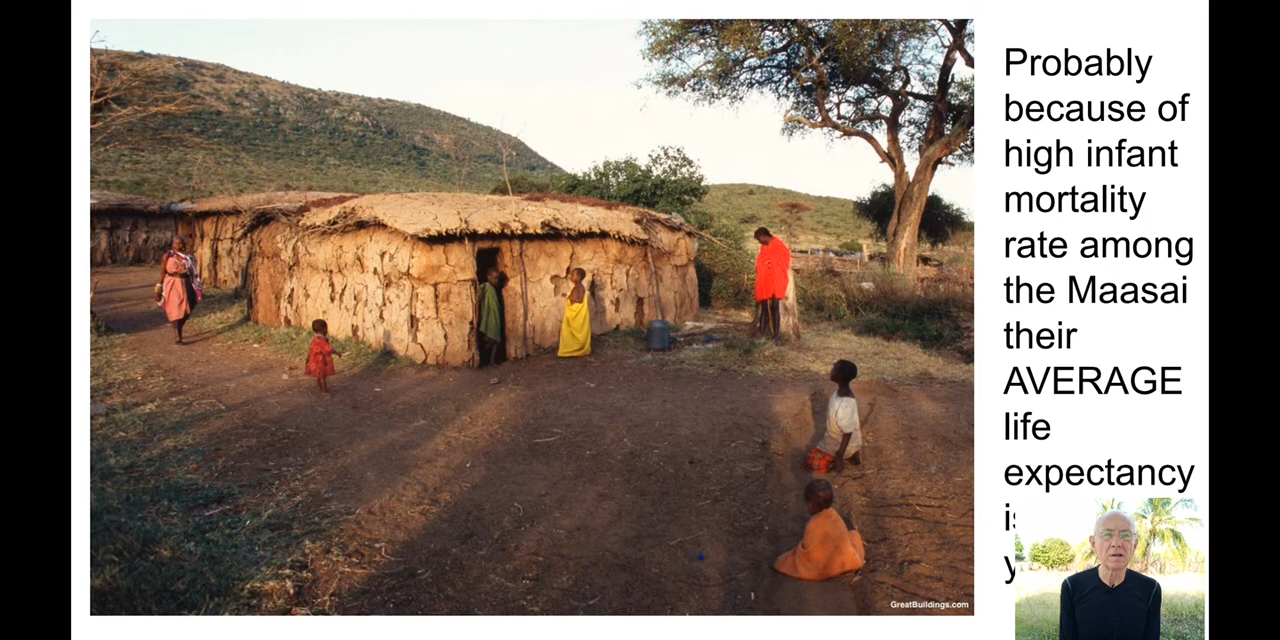 Probably
because of
high infant
mortality
rate among
the Maasai
their
AVERAGE
life
expectancy
GreatBuildings.com